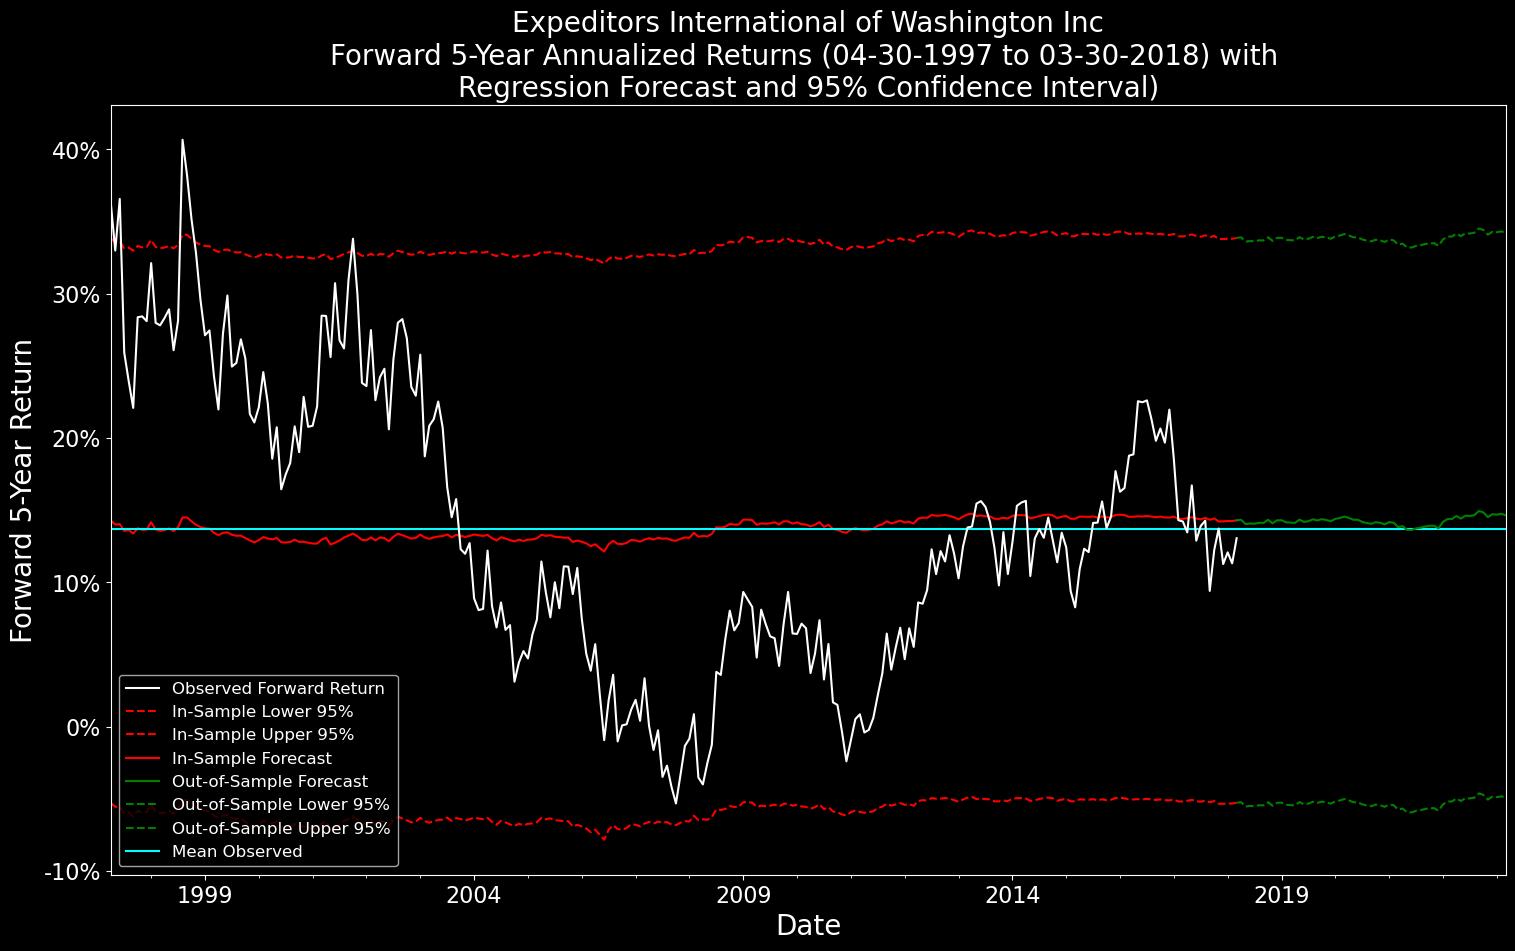 Expeditors International of Washington Inc
Forward 5-Year Annualized Returns (04-30-1997 to 03-30-2018) with
Regression Forecast and 95% Confidence Interval)
Forward 5-Year Return
40%
30%
20%
10%
0%
-10%
Observed Forward Return
In-Sample Lower 95%
In-Sample Upper 95%
In-Sample Forecast
Out-of-Sample Forecast
Out-of-Sample Lower 95%
Out-of-Sample Upper 95%
Mean Observed
1999
2004
2009
2014
2019
Date